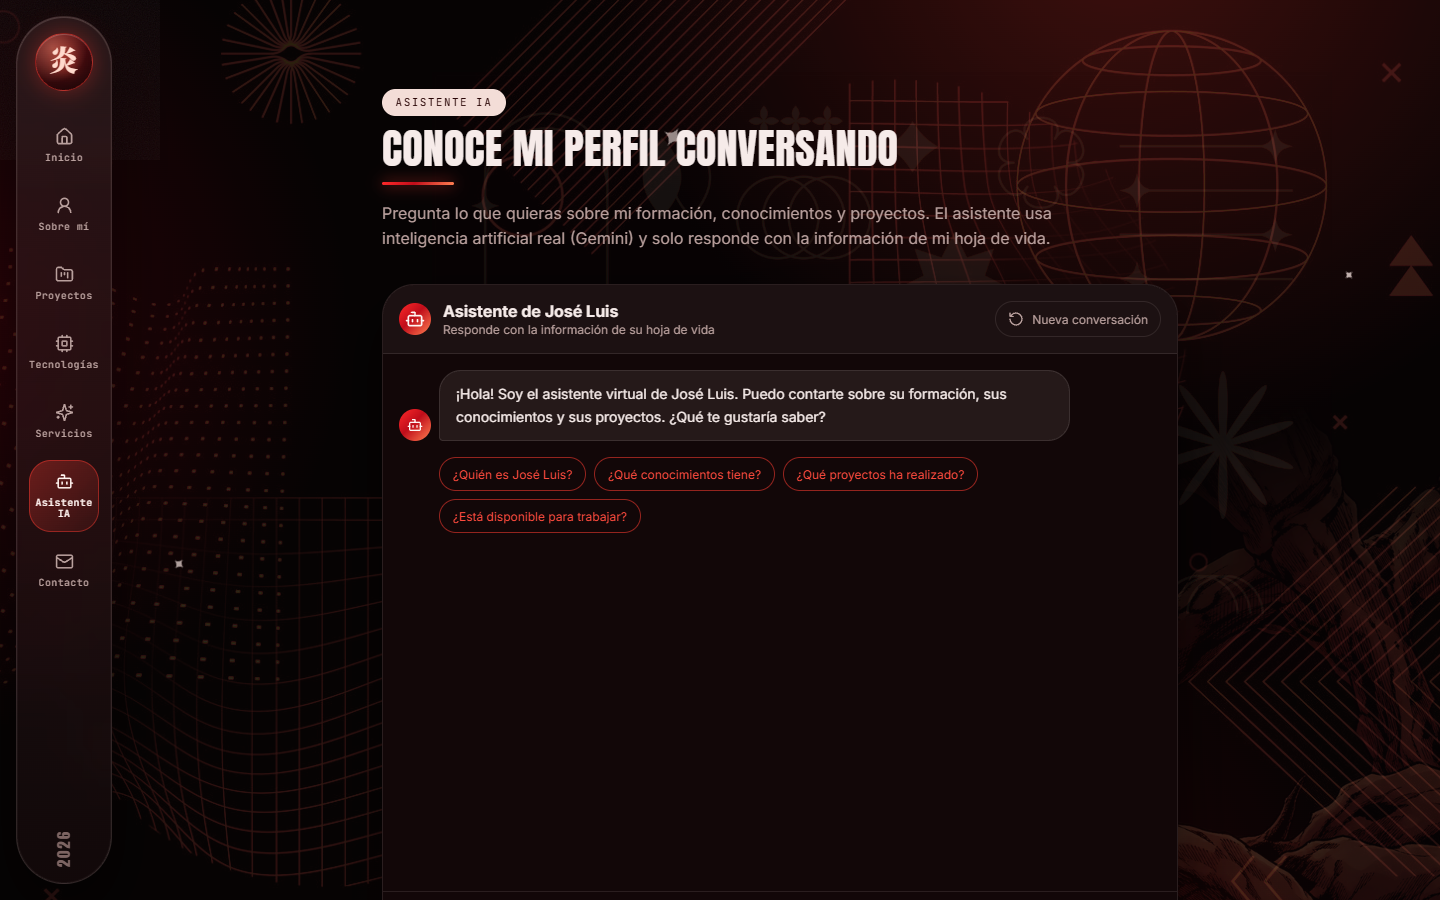 炎
Inicio
Sobre mí
Proyectos
Tecnologías
Servicios
Asistente
IA
Contacto
2026
ASISTENTE IA
CONOCE MI PERFIL CONVERSANDO
Pregunta lo que quieras sobre mi formación, conocimientos y proyectos. El asistente usa
inteligencia artificial real (Gemini) y solo responde con la información de mi hoja de vida.
Asistente de José Luis
Responde con la información de su hoja de vida
Nueva conversación
¡Hola! Soy el asistente virtual de José Luis. Puedo contarte sobre su formación, sus
conocimientos y sus proyectos. ¿Qué te gustaría saber?
¿Quién es José Luis?
¿Qué conocimientos tiene?
¿Qué proyectos ha realizado?
¿Está disponible para trabajar?